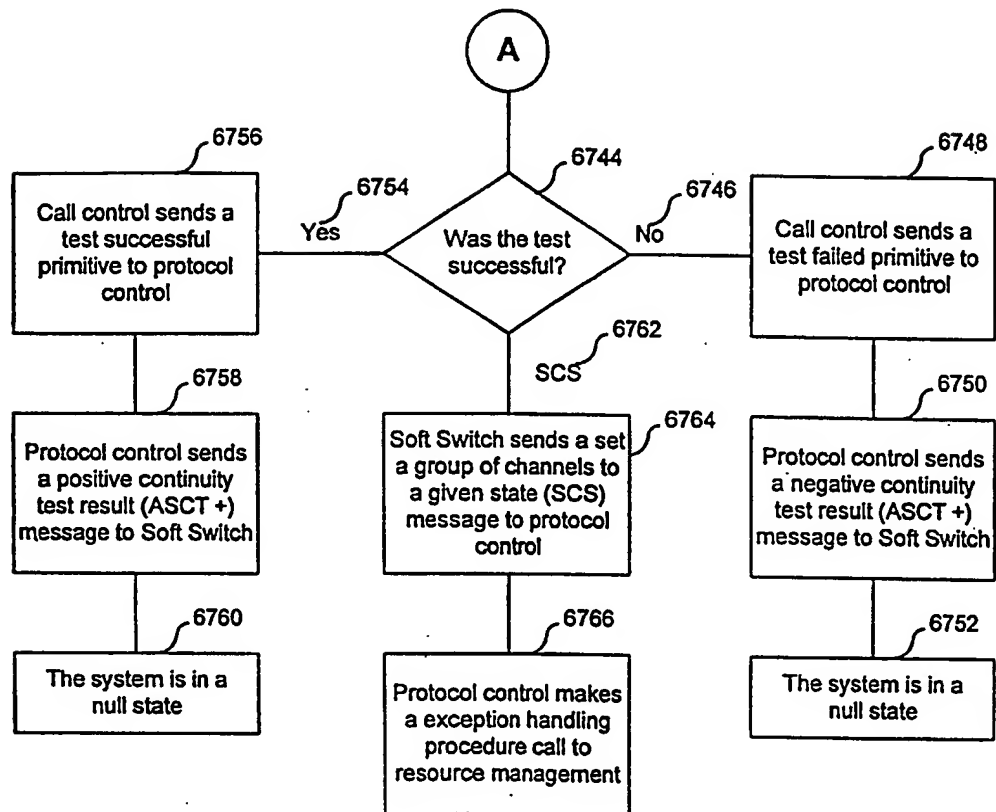 A
6756
Call control sends a
test successful
primitive to protocol
control
6754
Yes
6744
Was the test
successful?
6746
No
6748
Call control sends a
test failed primitive to
protocol control
6758
Protocol control sends
a positive continuity
test result (ASCT +)
message to Soft Switch
6762
SCS
6764
Soft Switch sends a set
a group of channels to
a given state (SCS)
message to protocol
control
6750
Protocol control sends
a negative continuity
test result (ASCT +)
message to Soft Switch
6760
The system is in a
null state
6766
Protocol control makes
a exception handling
procedure call to
resource management
6752
The system is in a
null state